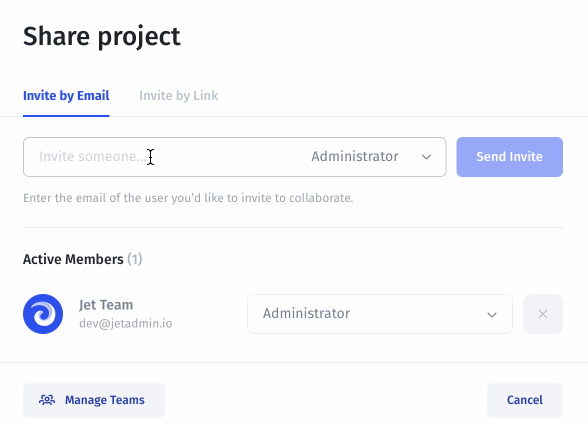 Share project
Invite by Email
Invite by Link
Invite someone...
Administrator
Send Invite
Enter the email of the user you'd like to invite to collaborate.
Active Members (1)
Jet Team
dev@jetadmin.io
Administrator
Manage Teams
Cancel